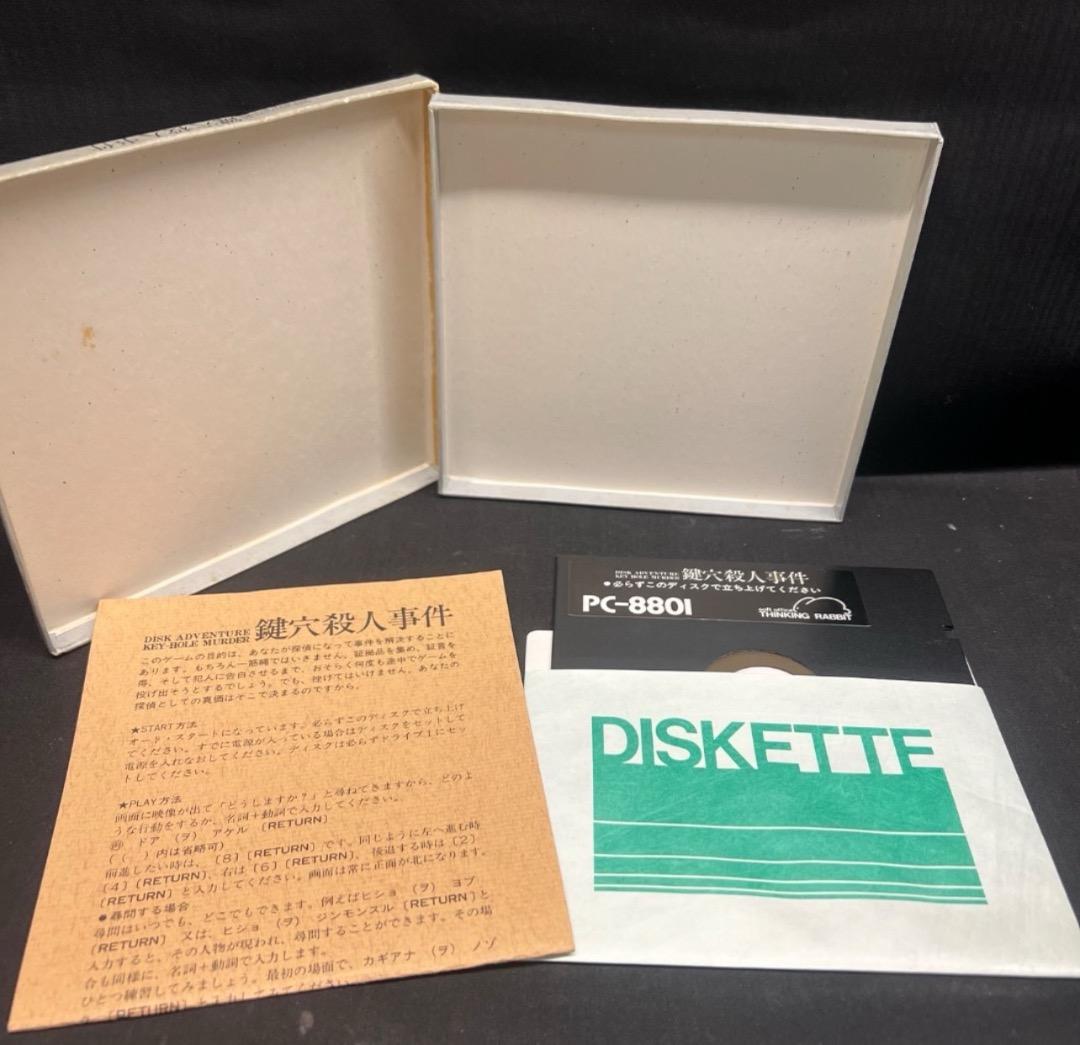 DISK ADVENTURE
KEY-HOLE MURDER 鍵穴殺人事件
このゲームの目的は、あなたが探偵になって事件を解決することに
あります。もちろん一筋縄ではいきません。証拠品を集め、証言を
得、そして犯人に告白させるまで、おそらく何度も途中でゲームを
投げ出そうとするでしょう。でも、挫けてはいけません。あなたの
探偵としての真価はそこで決まるのですから。
★START方法
オート・スタートになっています。必らずこのディスクで立ち上げ
てください。すでに電源が入っている場合はディスクをセットして
電源を入れなおしてください。ディスクは必らずドライブ1にセッ
トしてください。
★PLAY方法
画面に映像が出て「どうしますか？」と尋ねてきますから、どのよ
うな行動をするか、名詞+動詞で入力してください。
㊕ ドア (ヲ) アケル [RETURN]
(( )内は省略可)
前進したい時は、[8] [RETURN] です。同じように左へ進む時
[4] [RETURN]、右は [6] [RETURN]、後退する時は [2]
[RETURN] と入力してください。画面は常に正面が北になります。
●尋問する場合
尋問はいつでも、どこでもできます。例えばヒショ (ヲ) ヨブ
[RETURN] 又は、ヒショ (ヲ) ジンモンスル [RETURN] と
入力すると、その人物が現われ、尋問することができます。その場
合も同様に、名詞+動詞で入力します。
ひとつ練習してみましょう。最初の場面で、カギアナ (ヲ) ノゾ
[RETURN] と入力してみてください。
DISK ADVENTURE
KEY-HOLE MURDER 鍵穴殺人事件
●必らずこのディスクで立ち上げてください
PC-8801
soft office
THINKING RABBIT
DISKETTE